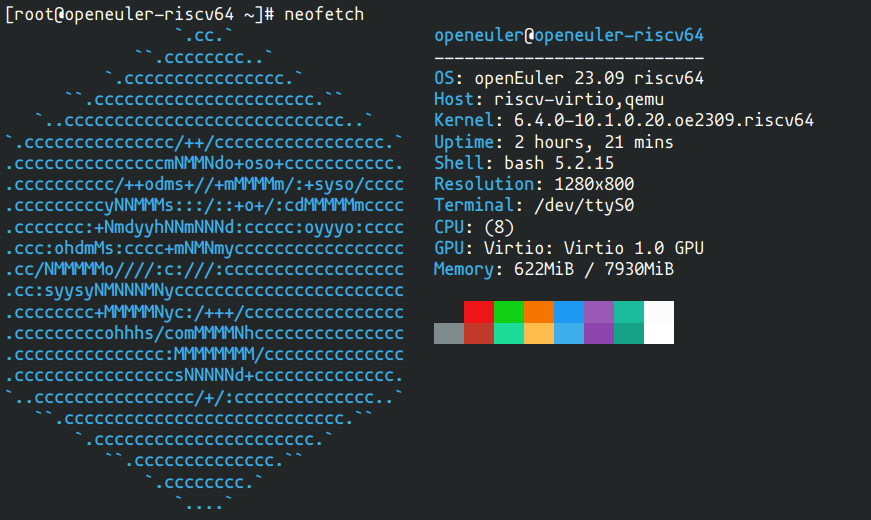 [root@openeuler-riscv64 ~]# neofetch
`.cc.`
``.cccccccc..`
`.cccccccccccccccc.`
``.cccccccccccccccccccccc.``
`..cccccccccccccccccccccccccccc..`
`.ccccccccccccccc/++/ccccccccccccccccc.`
.cccccccccccccccmNMMNdo+oso+ccccccccccc.
.cccccccccc/++odms+//+mMMMMm/:+syso/cccc
.cccccccccyNNMMMs:::/::+o+/:cdMMMMMmcccc
.ccccccc:+NmdyyhNNmNNNd:ccccc:oyyyo:cccc
.ccc:ohdmMs:cccc+mNMNmyccccccccccccccccc
.cc/NMMMMMo////:c:///:cccccccccccccccccc
.cc:syysyNMNNNMNyccccccccccccccccccccccc
.cccccccc+MMMMMNyc:/+++/cccccccccccccccc
.cccccccccohhhs/comMMMMNhccccccccccccccc
.ccccccccccccccc:MMMMMMMM/cccccccccccccc
.ccccccccccccccccsNNNNNd+cccccccccccccc.
`..cccccccccccccccc/+/:cccccccccccccc..`
``.cccccccccccccccccccccccccccc.``
`.cccccccccccccccccccccc.`
``.cccccccccccccc.``
`.cccccccc.`
`....`
openeuler@openeuler-riscv64
---------------------------
OS: openEuler 23.09 riscv64
Host: riscv-virtio,qemu
Kernel: 6.4.0-10.1.0.20.oe2309.riscv64
Uptime: 2 hours, 21 mins
Shell: bash 5.2.15
Resolution: 1280x800
Terminal: /dev/ttyS0
CPU: (8)
GPU: Virtio: Virtio 1.0 GPU
Memory: 622MiB / 7930MiB